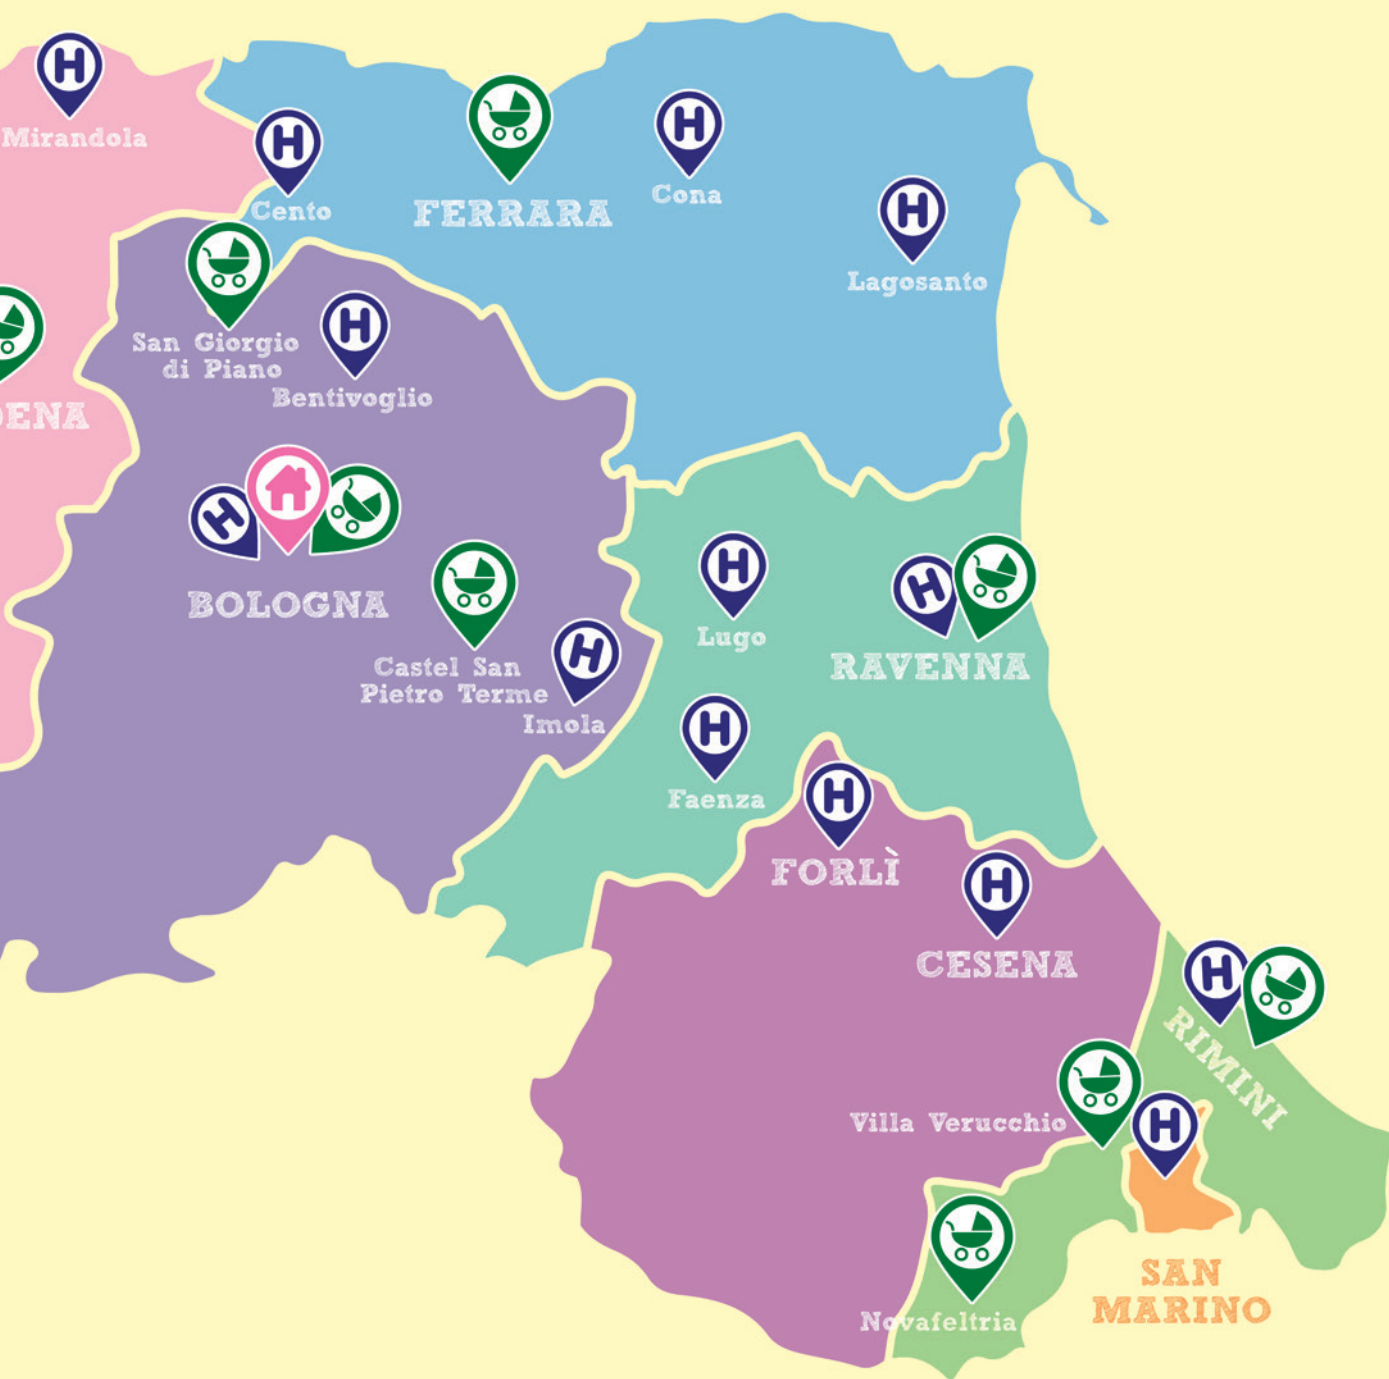 H
Mirandola
H
Cento
FERRARA
H
Cona
H
Lagosanto
San Giorgio
di Piano
H
Bentivoglio
DENA
H
BOLOGNA
Castel San
Pietro Terme
H
Imola
H
Lugo
H
RAVENNA
H
Faenza
H
FORLÌ
H
CESENA
H
RIMINI
Villa Verucchio
H
Novafeltria
SAN
MARINO